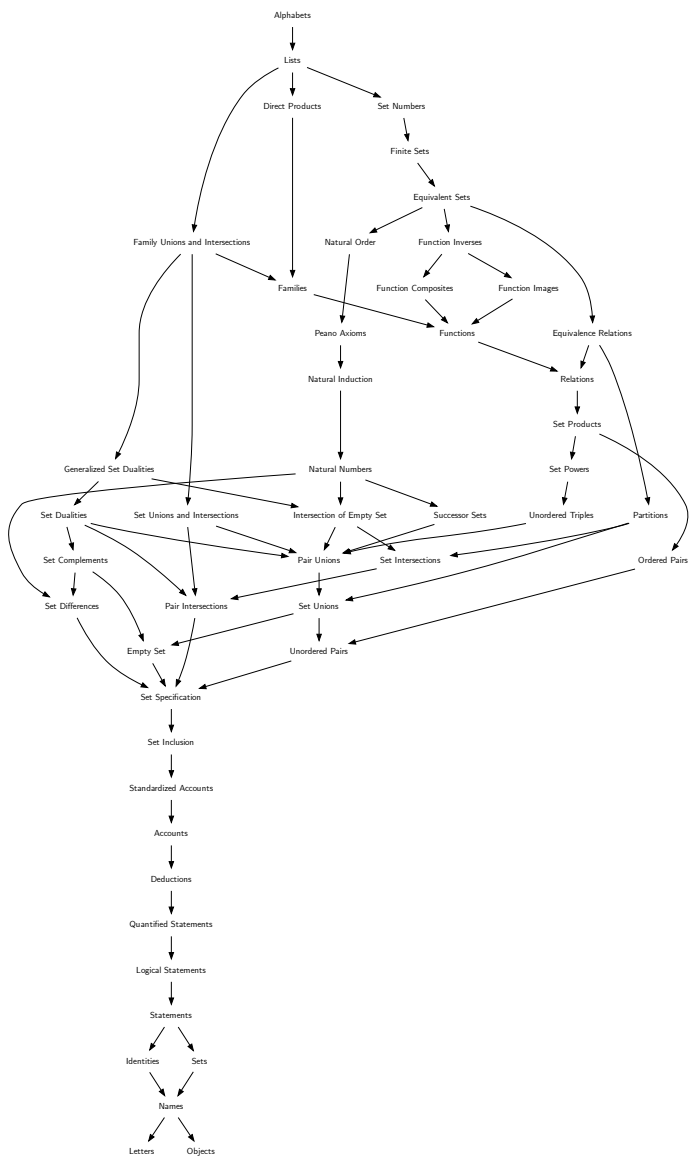 Alphabets
Lists
Direct Products
Set Numbers
Finite Sets
Equivalent Sets
Family Unions and Intersections
Natural Order
Function Inverses
Families
Function Composites
Function Images
Peano Axioms
Functions
Equivalence Relations
Natural Induction
Relations
Set Products
Generalized Set Dualities
Natural Numbers
Set Powers
Set Dualities
Set Unions and Intersections
Intersection of Empty Set
Successor Sets
Unordered Triples
Partitions
Set Complements
Pair Unions
Set Intersections
Ordered Pairs
Set Differences
Pair Intersections
Set Unions
Empty Set
Unordered Pairs
Set Specification
Set Inclusion
Standardized Accounts
Accounts
Deductions
Quantified Statements
Logical Statements
Statements
Identities
Sets
Names
Letters
Objects